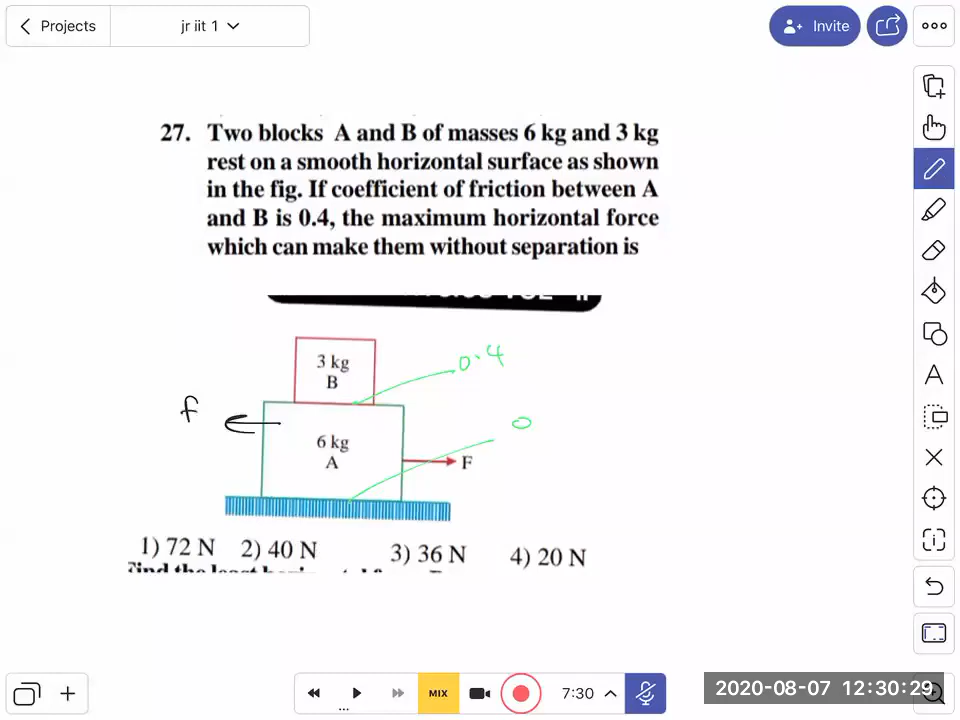 Projects
jr iit 1
Invite
27. Two blocks A and B of masses 6 kg and 3 kg
rest on a smooth horizontal surface as shown
in the fig. If coefficient of friction between A
and B is 0.4, the maximum horizontal force
which can make them without separation is
3 kg
B
0.4
f
0
6 kg
A
F
1) 72 N 2) 40 N 3) 36 N 4) 20 N
MIX
7:30
2020-08-07 12:30:29